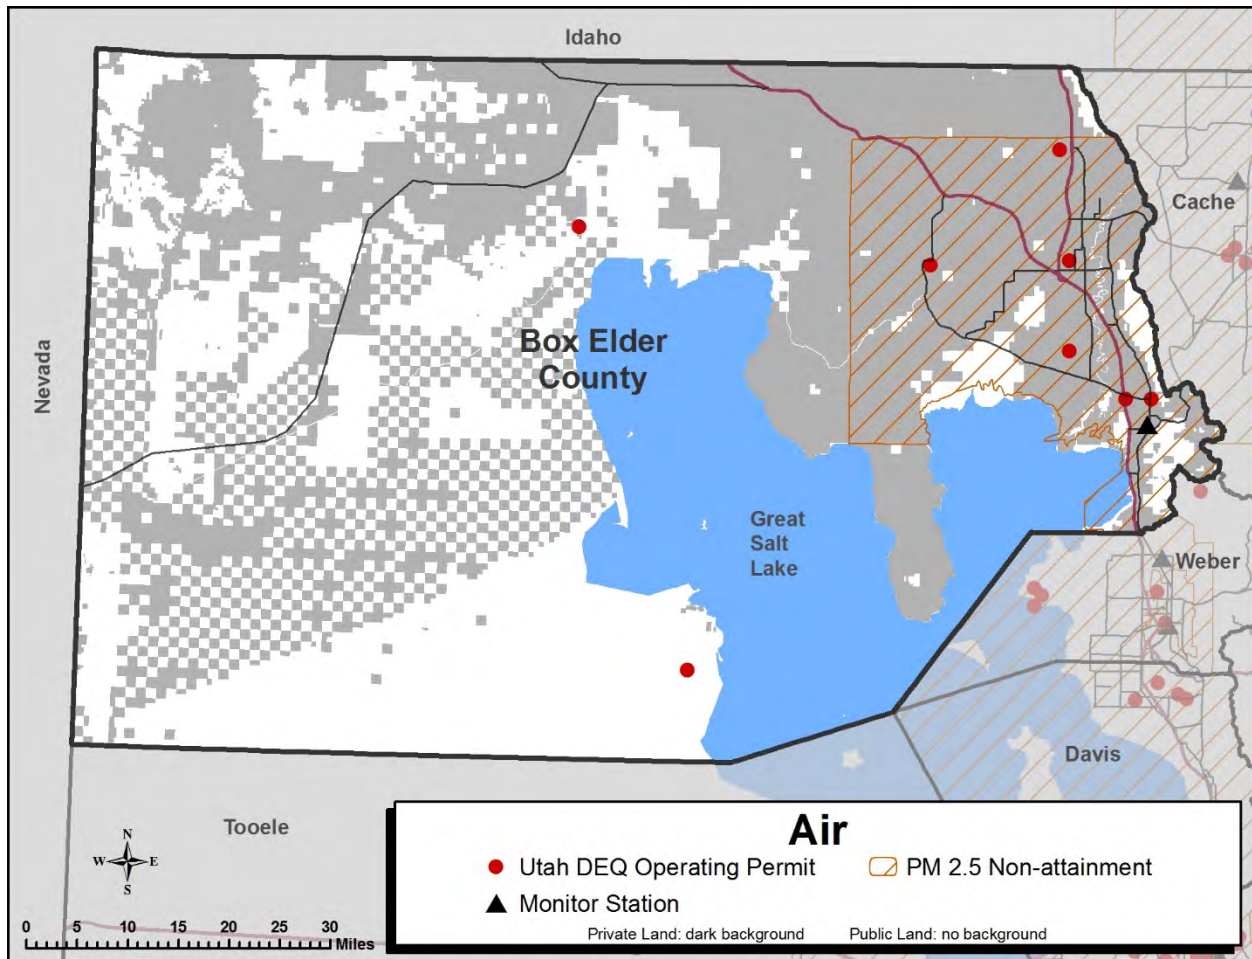 Idaho
Cache
Nevada
Box Elder
County
Great
Salt
Lake
Weber
Davis
Tooele
N
W E
S
0 5 10 15 20 25 30
Miles
Air
Utah DEQ Operating Permit
PM 2.5 Non-attainment
Monitor Station
Private Land: dark background
Public Land: no background